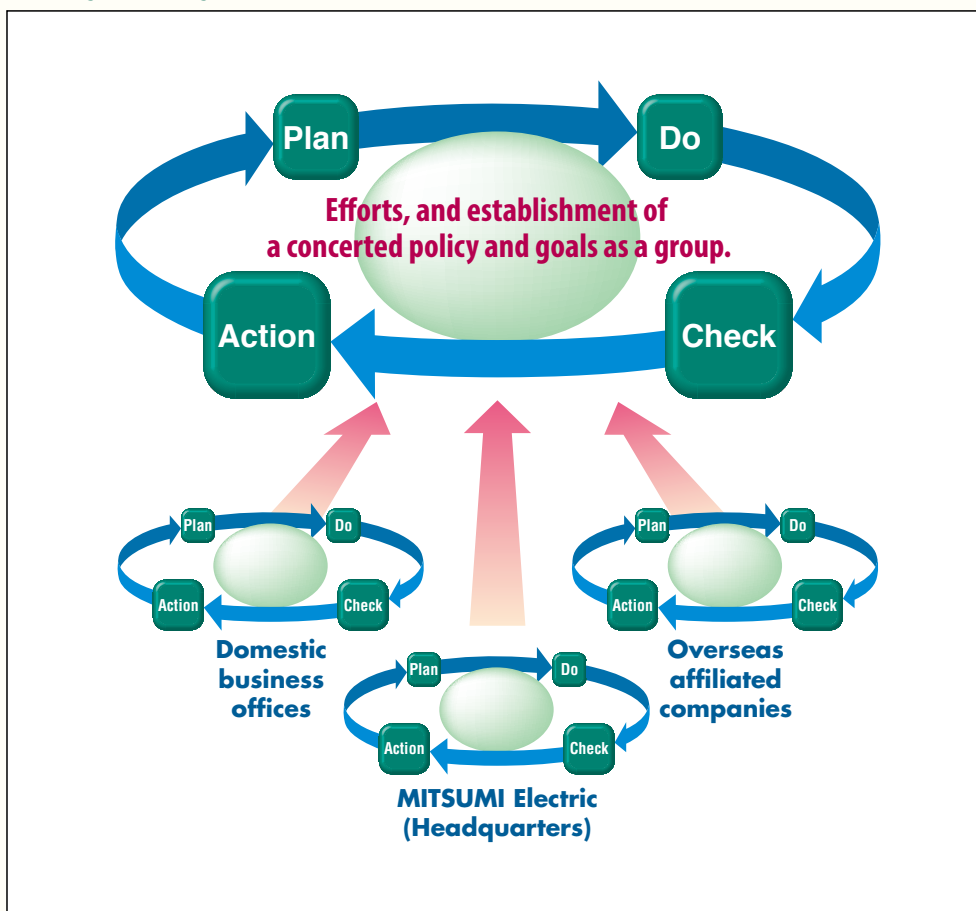 Plan
Do
Efforts, and establishment of
a concerted policy and goals as a group.
Action
Check
Plan
Do
Action
Check
Domestic
business
offices
Plan
Do
Action
Check
Overseas
affiliated
companies
Plan
Do
Action
Check
MITSUMI Electric
(Headquarters)